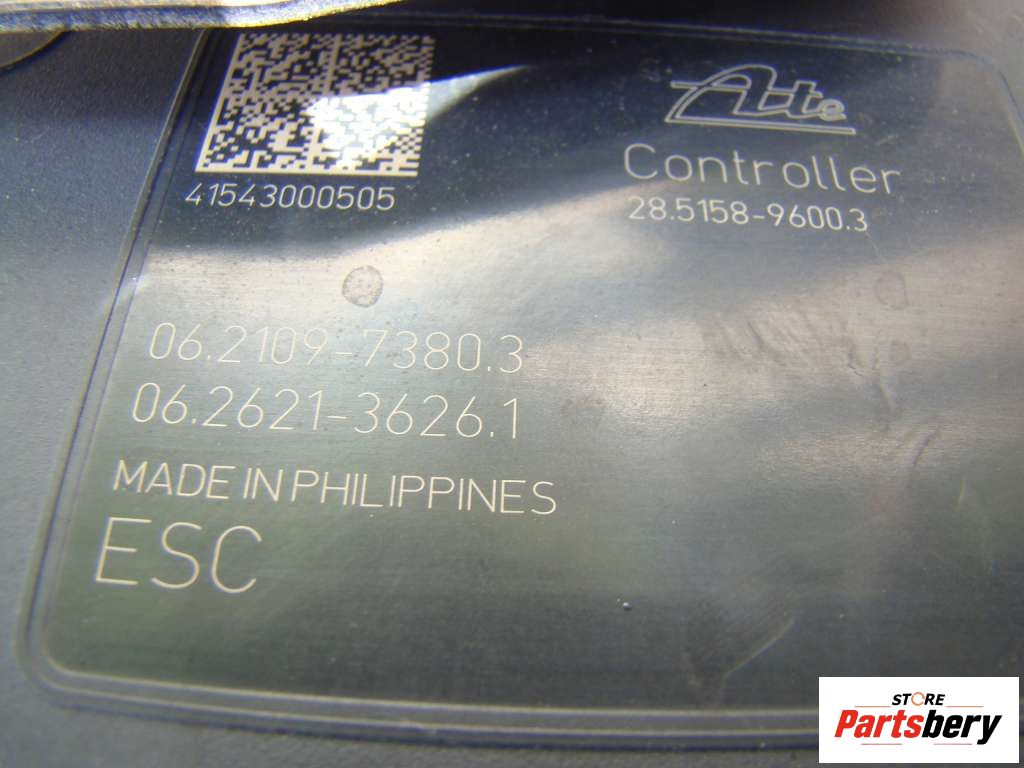 41543000505
Ate
Controller
28.5158-9600.3
06.2109-7380.3
06.2621-3626.1
MADE IN PHILIPPINES
ESC
STORE
Partsbery